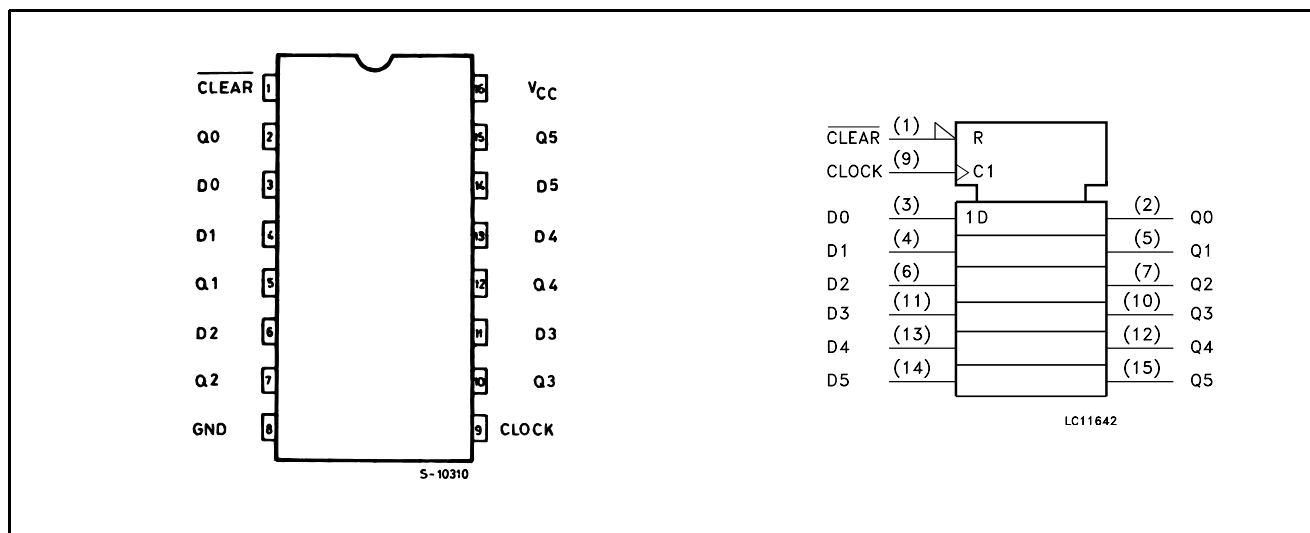 CLEAR 1 16 VCC
Q0 2 15 Q5
D0 3 14 D5
D1 4 13 D4
Q1 5 12 Q4
D2 6 11 D3
Q2 7 10 Q3
GND 8 9 CLOCK
S-10310
CLEAR (1) R
CLOCK (9) C1
D0 (3) 1D (2) Q0
D1 (4) (5) Q1
D2 (6) (7) Q2
D3 (11) (10) Q3
D4 (13) (12) Q4
D5 (14) (15) Q5
LC11642